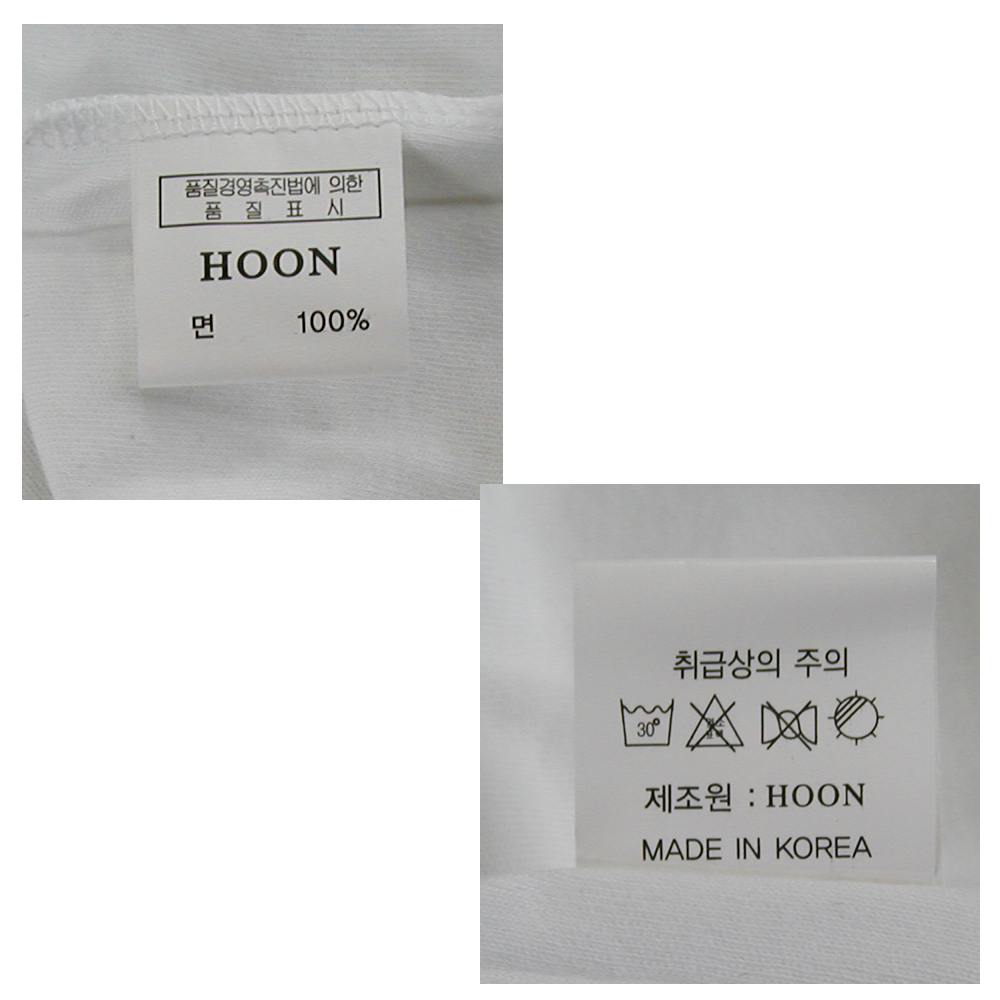 품질경영촉진법에 의한
품 질 표 시
HOON
면 100%
취급상의 주의
30°
제조원 : HOON
MADE IN KOREA